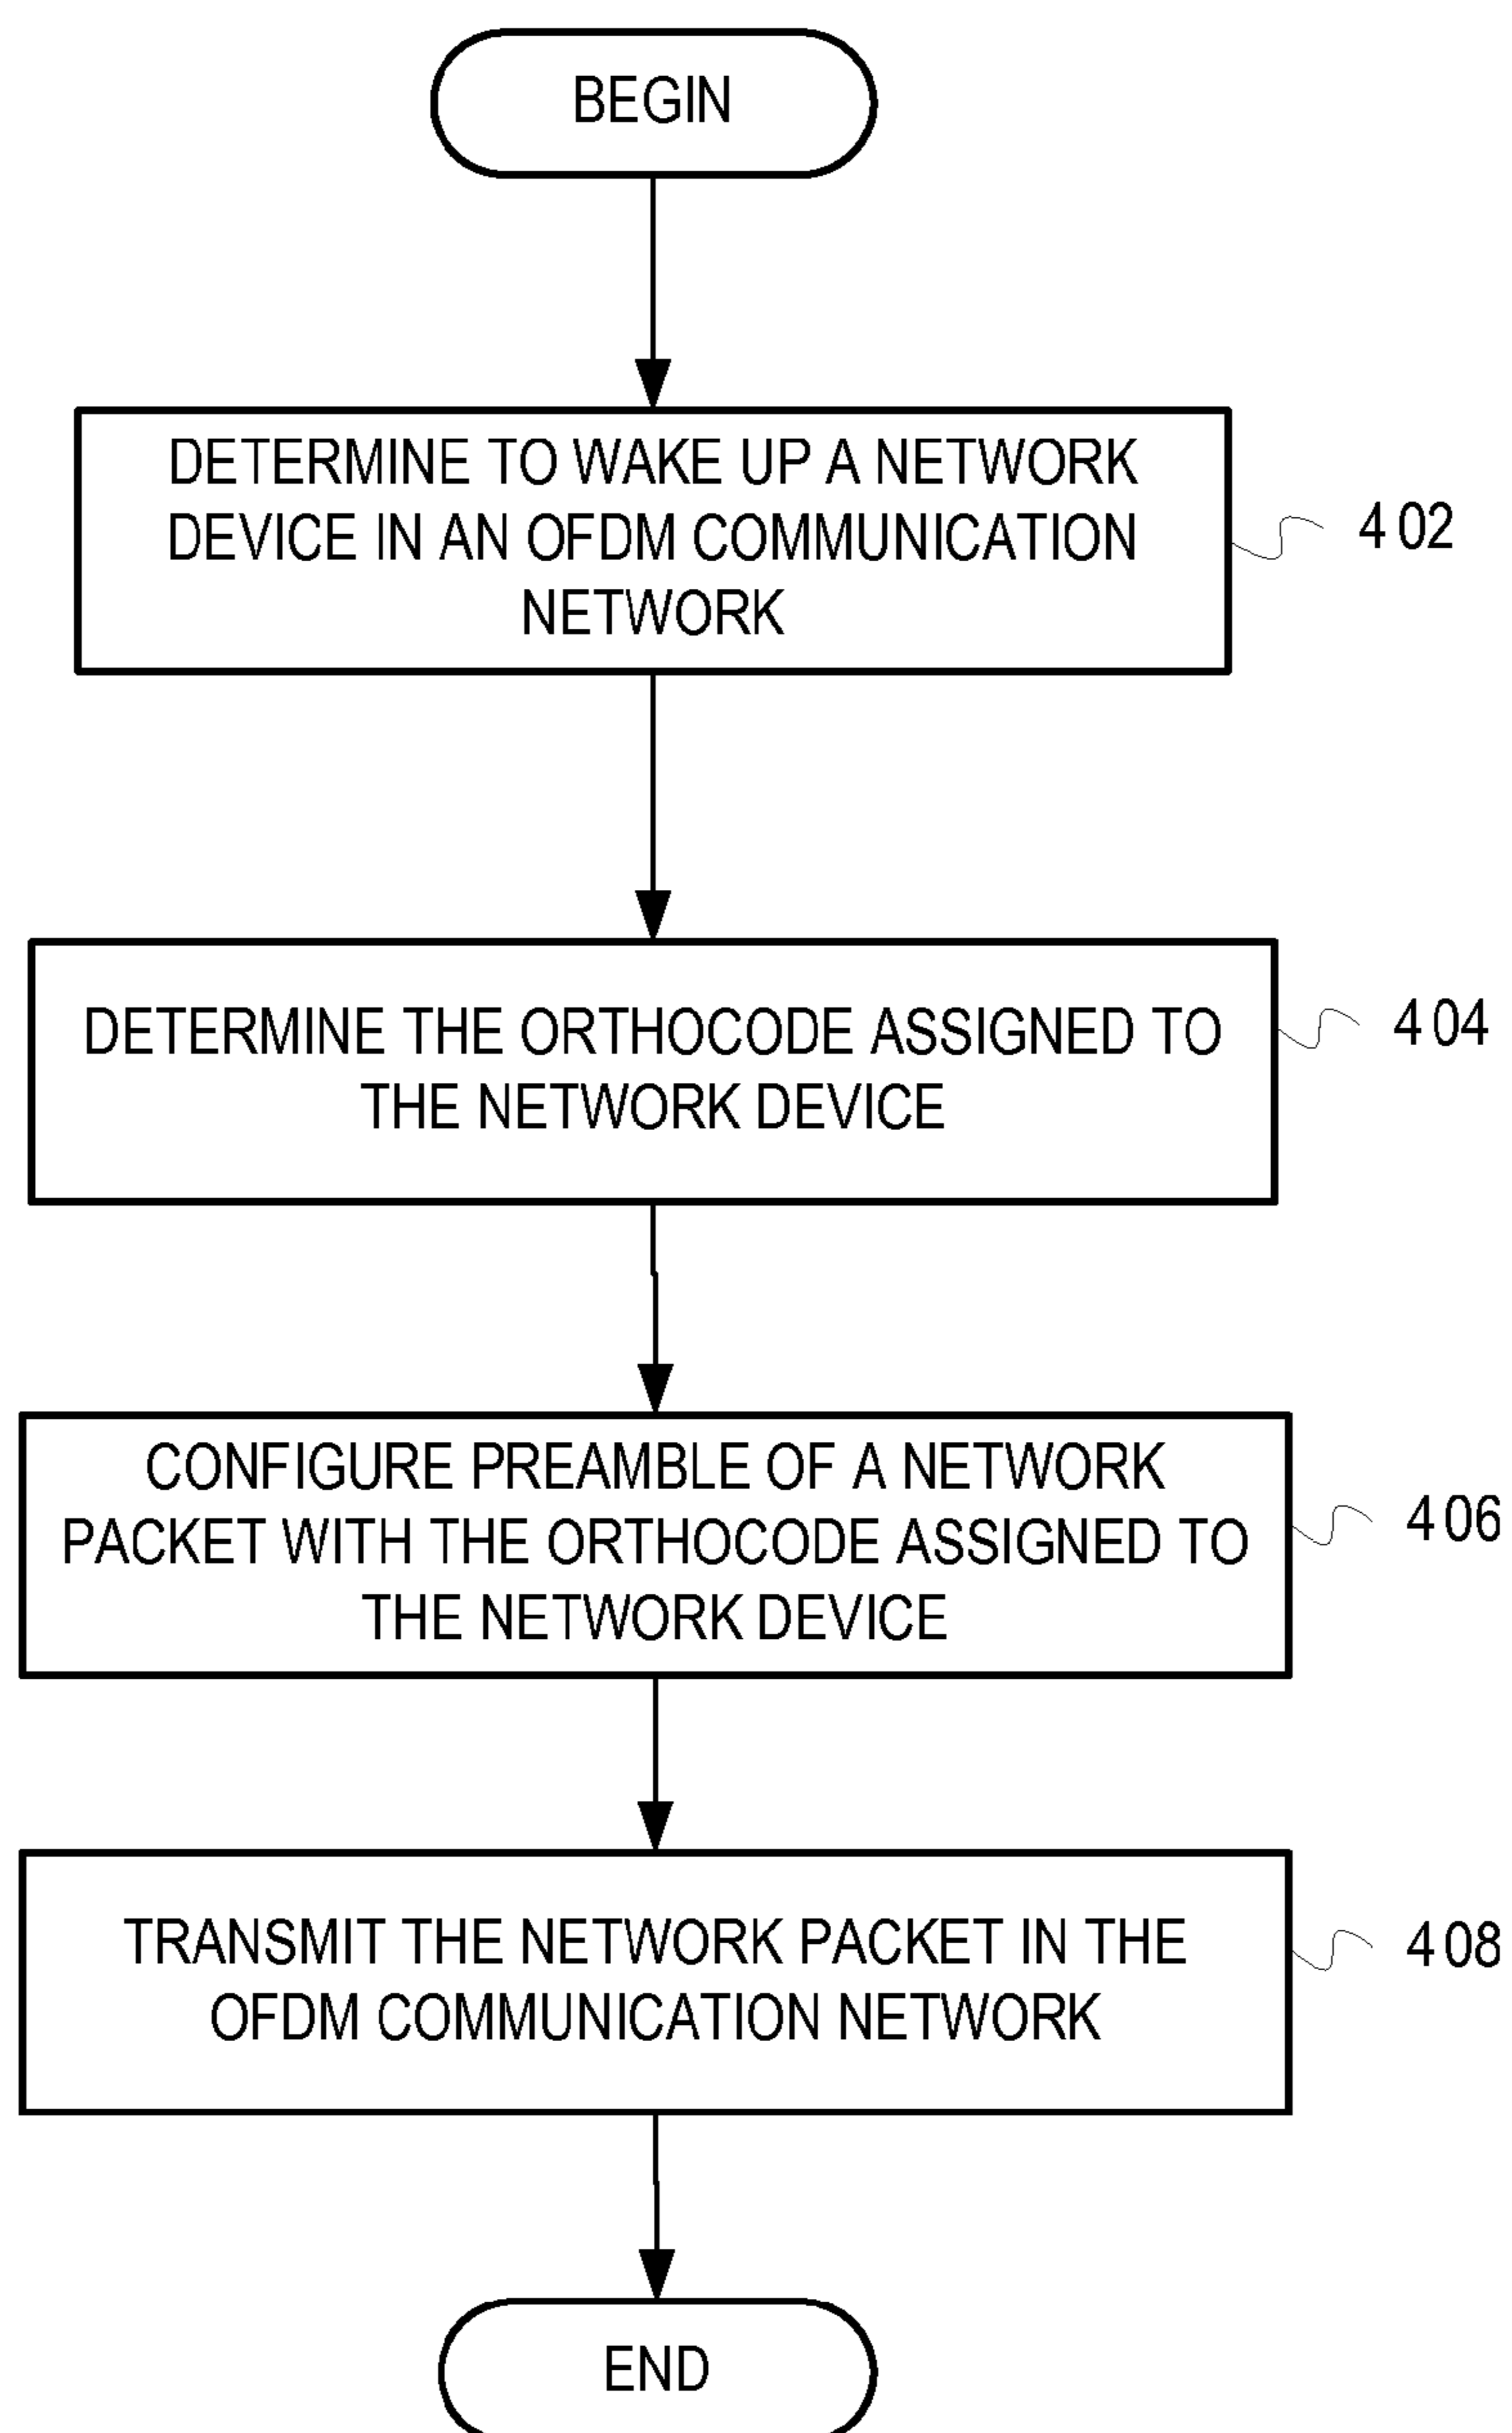 BEGIN
DETERMINE TO WAKE UP A NETWORK
DEVICE IN AN OFDM COMMUNICATION
NETWORK
402
DETERMINE THE ORTHOCODE ASSIGNED TO
THE NETWORK DEVICE
404
CONFIGURE PREAMBLE OF A NETWORK
PACKET WITH THE ORTHOCODE ASSIGNED TO
THE NETWORK DEVICE
406
TRANSMIT THE NETWORK PACKET IN THE
OFDM COMMUNICATION NETWORK
408
END